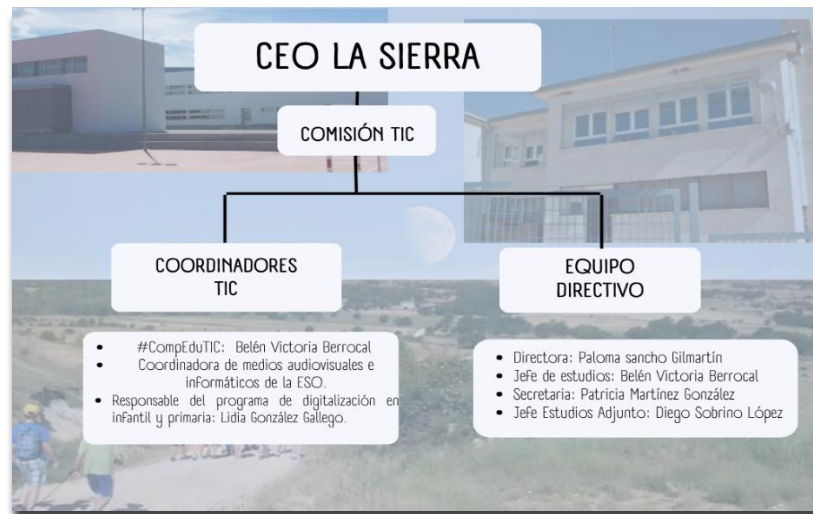 CEO LA SIERRA
COMISIÓN TIC
COORDINADORES
TIC
• #CompEduTIC: Belén Victoria Berrocal
• Coordinadora de medios audiovisuales e
informáticos de la ESO.
• Responsable del programa de digitalización en
infantil y primaria: Lidia González Gallego.
EQUIPO
DIRECTIVO
• Directora: Paloma sancho Gilmartín
• Jefe de estudios: Belén Victoria Berrocal
• Secretaria: Patricia Martínez González
• Jefe Estudios Adjunto: Diego Sobrino López